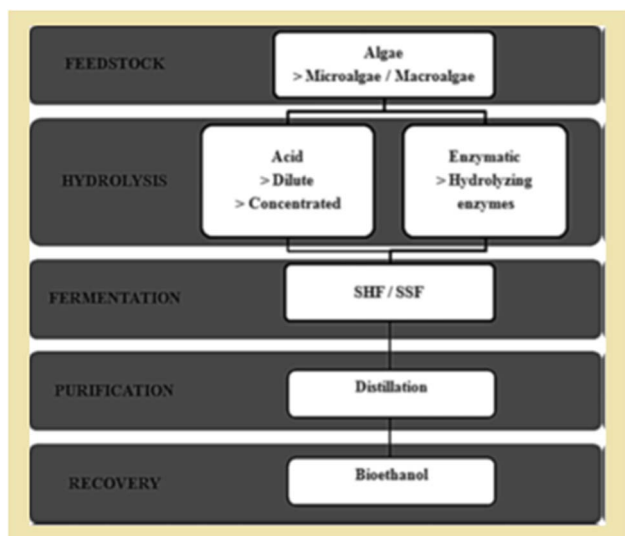 FEEDSTOCK
Algae
> Microalgae / Macroalgae
HYDROLYSIS
Acid
> Dilute
> Concentrated
Enzymatic
> Hydrolyzing
enzymes
FERMENTATION
SHF / SSF
PURIFICATION
Distillation
RECOVERY
Bioethanol